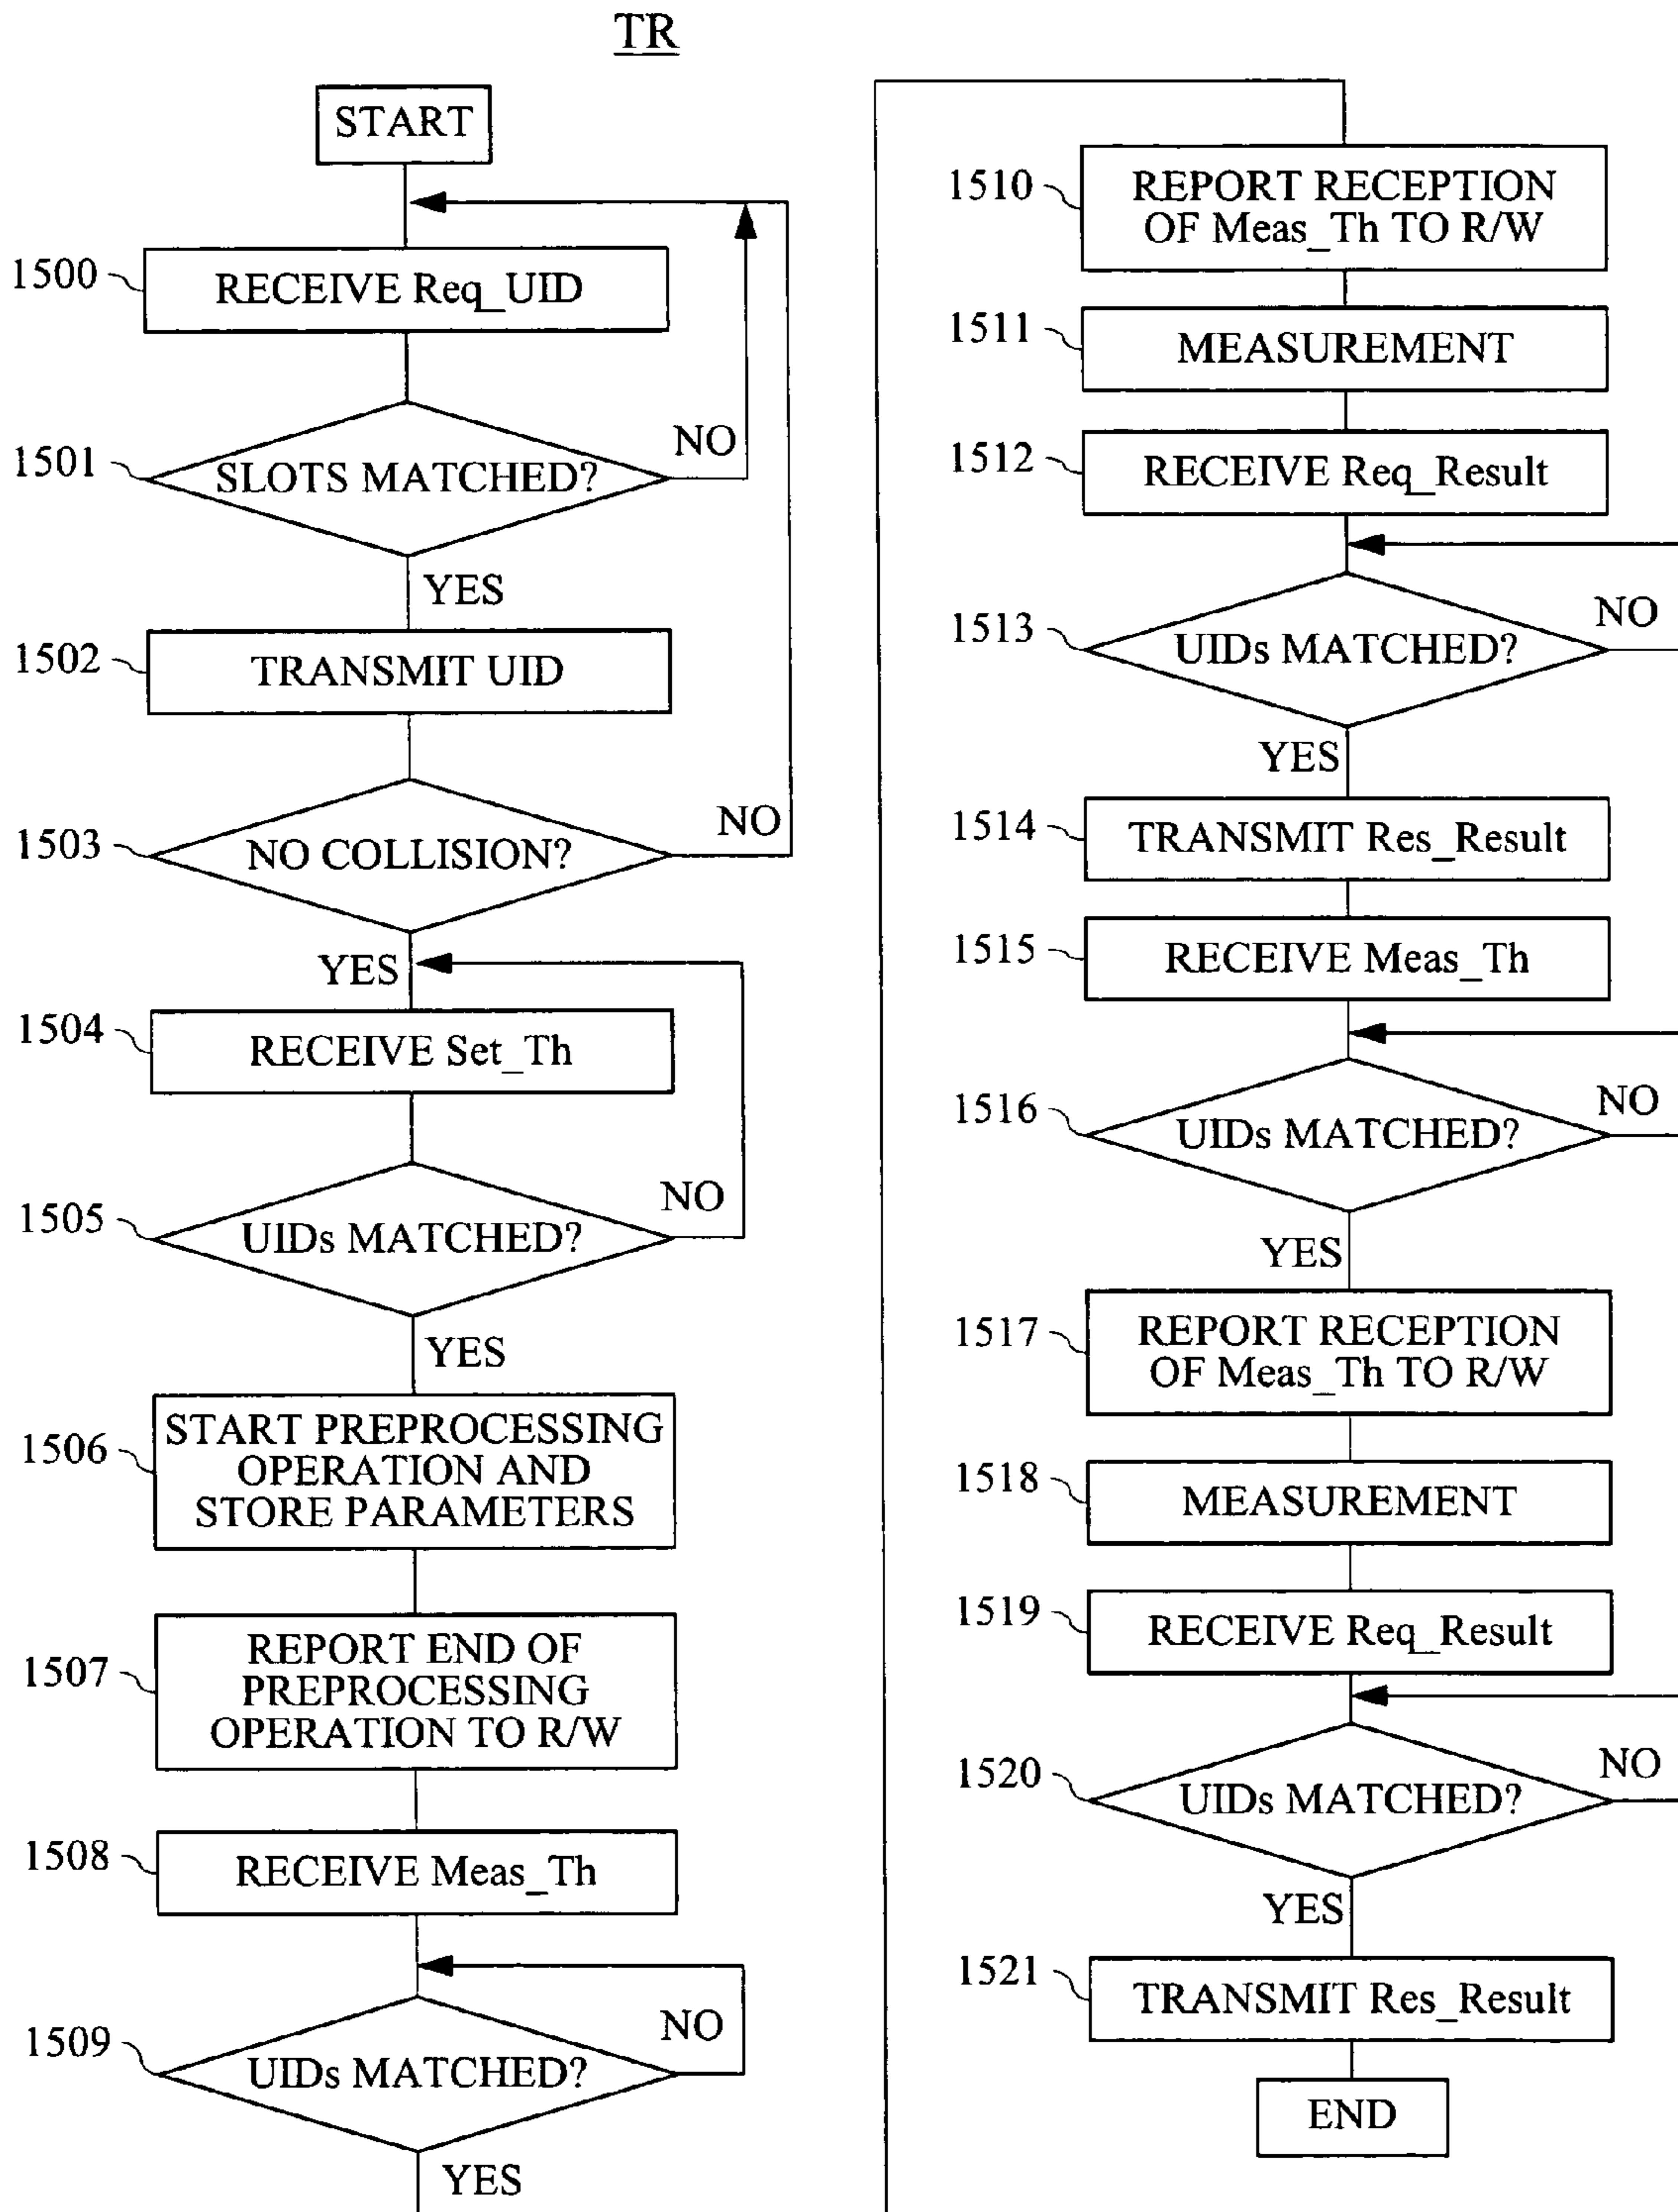 TR
START
1500
RECEIVE Req_UID
1501
SLOTS MATCHED?
NO
YES
1502
TRANSMIT UID
1503
NO COLLISION?
NO
YES
1504
RECEIVE Set_Th
1505
UIDs MATCHED?
NO
YES
1506
START PREPROCESSING
OPERATION AND
STORE PARAMETERS
1507
REPORT END OF
PREPROCESSING
OPERATION TO R/W
1508
RECEIVE Meas_Th
1509
UIDs MATCHED?
NO
YES
1510
REPORT RECEPTION
OF Meas_Th TO R/W
1511
MEASUREMENT
1512
RECEIVE Req_Result
1513
UIDs MATCHED?
NO
YES
1514
TRANSMIT Res_Result
1515
RECEIVE Meas_Th
1516
UIDs MATCHED?
NO
YES
1517
REPORT RECEPTION
OF Meas_Th TO R/W
1518
MEASUREMENT
1519
RECEIVE Req_Result
1520
UIDs MATCHED?
NO
YES
1521
TRANSMIT Res_Result
END